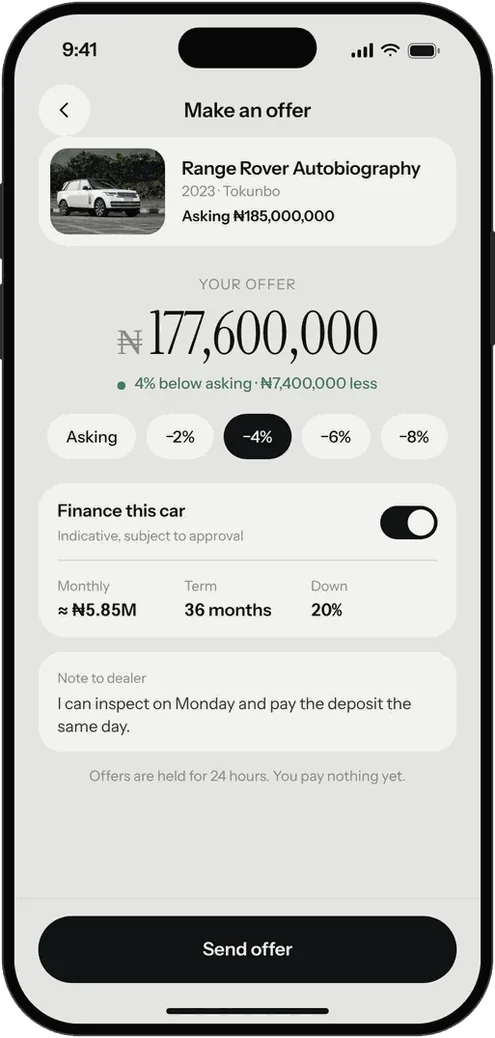 9:41
Make an offer
Range Rover Autobiography
2023 · Tokunbo
Asking ₦185,000,000
YOUR OFFER
₦177,600,000
4% below asking · ₦7,400,000 less
Asking −2% −4% −6% −8%
Finance this car
Indicative, subject to approval
Monthly Term Down
≈ ₦5.85M 36 months 20%
Note to dealer
I can inspect on Monday and pay the deposit the
same day.
Offers are held for 24 hours. You pay nothing yet.
Send offer